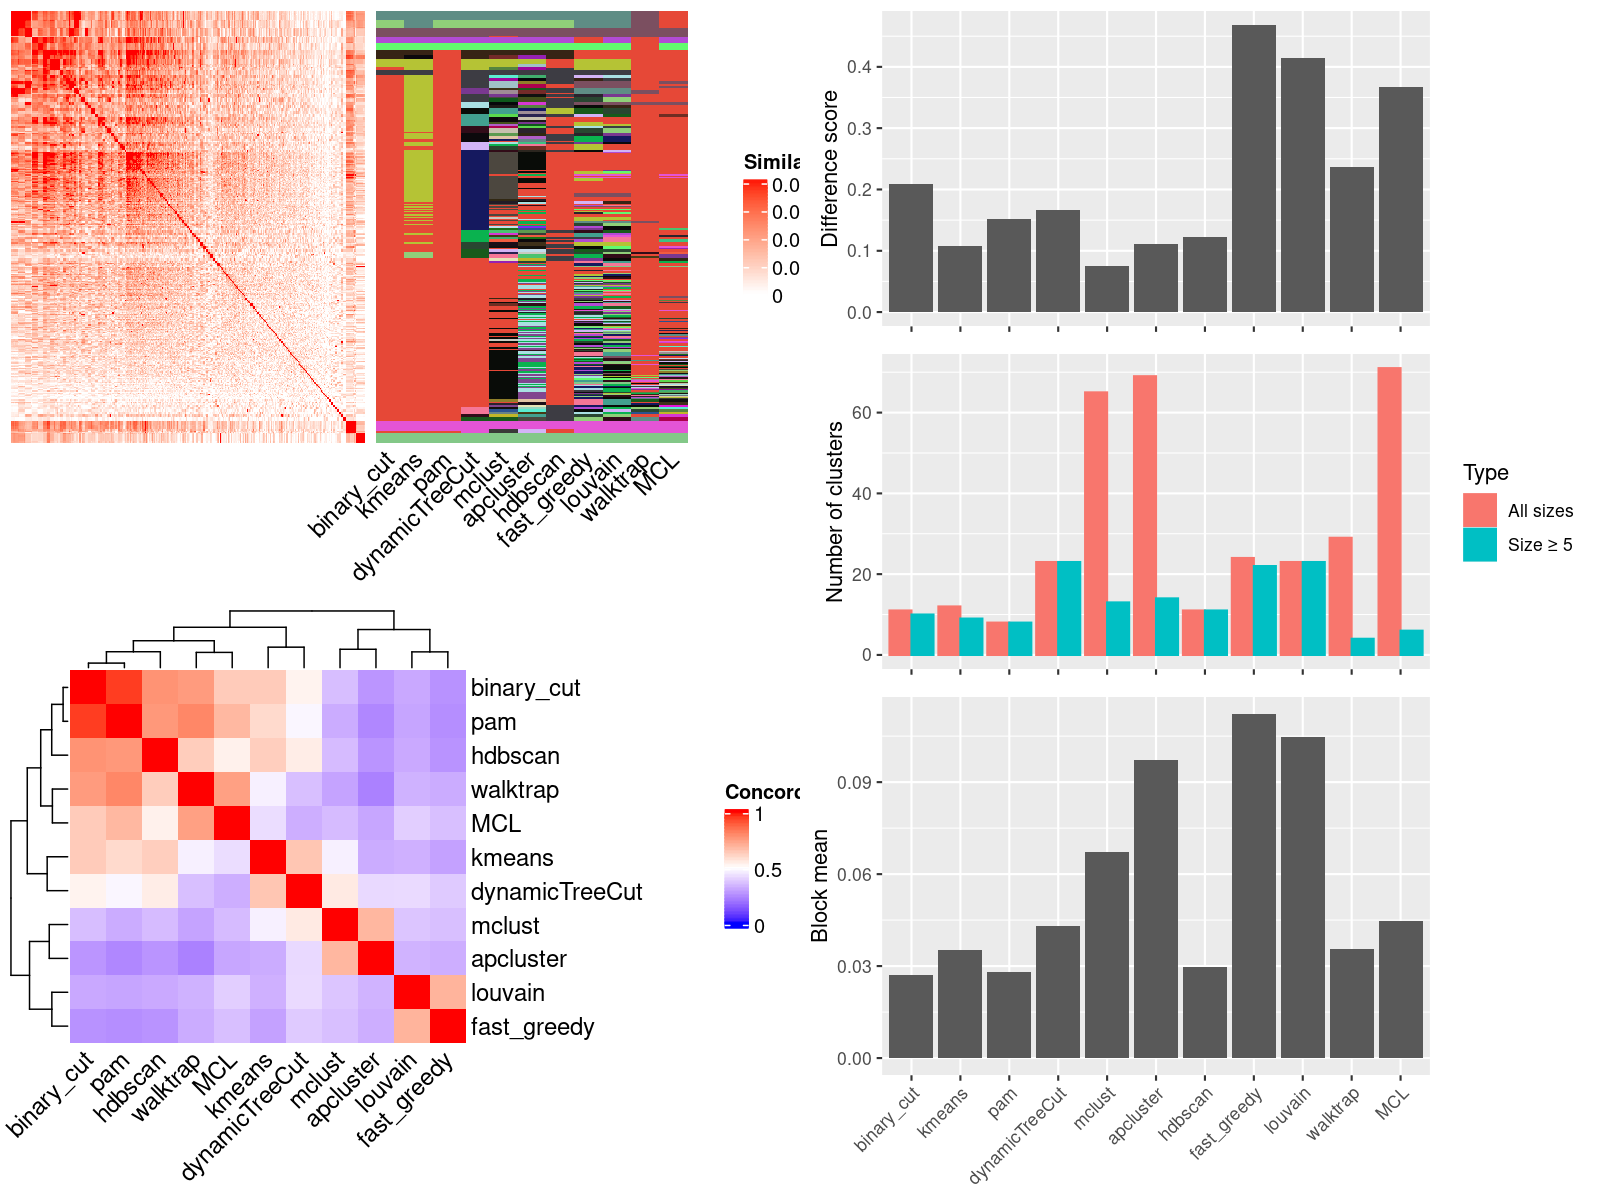 Simila
0.0
0.0
0.0
0.0
0
binary_cut
kmeans
pam
dynamicTreeCut
mclust
apcluster
hdbscan
fast_greedy
louvain
walktrap
MCL
binary_cut
pam
hdbscan
walktrap
MCL
kmeans
dynamicTreeCut
mclust
apcluster
louvain
fast_greedy
binary_cut
pam
hdbscan
walktrap
MCL
kmeans
dynamicTreeCut
mclust
apcluster
louvain
fast_greedy
Concord
1
0.5
0
Difference score
0.4
0.3
0.2
0.1
0.0
Number of clusters
60
40
20
0
Type
All sizes
Size ≥ 5
Block mean
0.09
0.06
0.03
0.00
binary_cut
kmeans
pam
dynamicTreeCut
mclust
apcluster
hdbscan
fast_greedy
louvain
walktrap
MCL